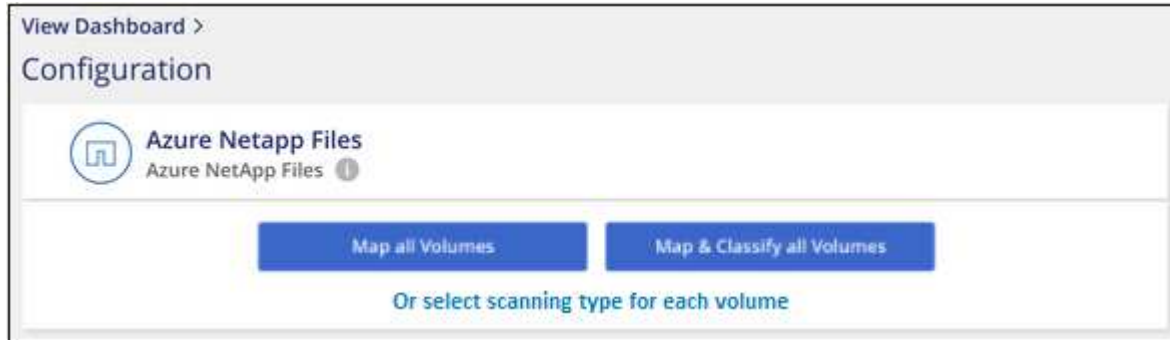 View Dashboard >
Configuration
Azure Netapp Files
Azure NetApp Files i
Map all Volumes
Map & Classify all Volumes
Or select scanning type for each volume